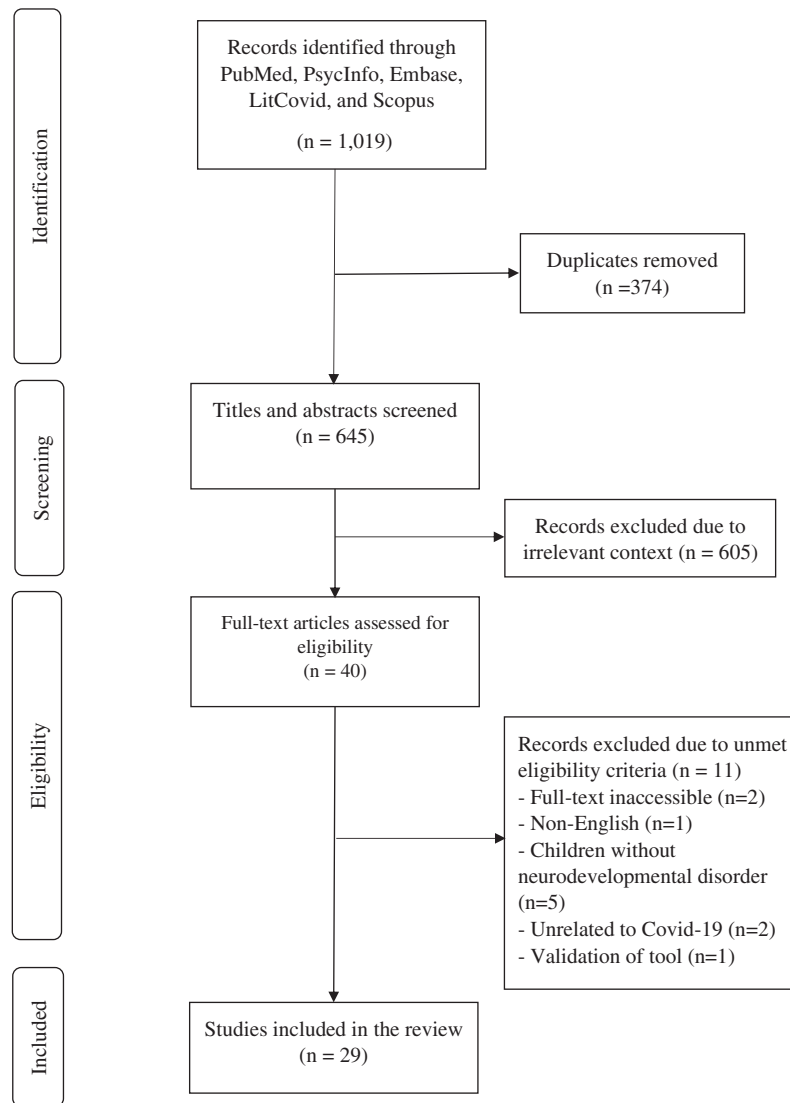 Identification
Records identified through
PubMed, PsycInfo, Embase,
LitCovid, and Scopus
(n = 1,019)
Duplicates removed
(n =374)
Screening
Titles and abstracts screened
(n = 645)
Records excluded due to
irrelevant context (n = 605)
Eligibility
Full-text articles assessed for
eligibility
(n = 40)
Records excluded due to unmet
eligibility criteria (n = 11)
- Full-text inaccessible (n=2)
- Non-English (n=1)
- Children without
neurodevelopmental disorder
(n=5)
- Unrelated to Covid-19 (n=2)
- Validation of tool (n=1)
Included
Studies included in the review
(n = 29)